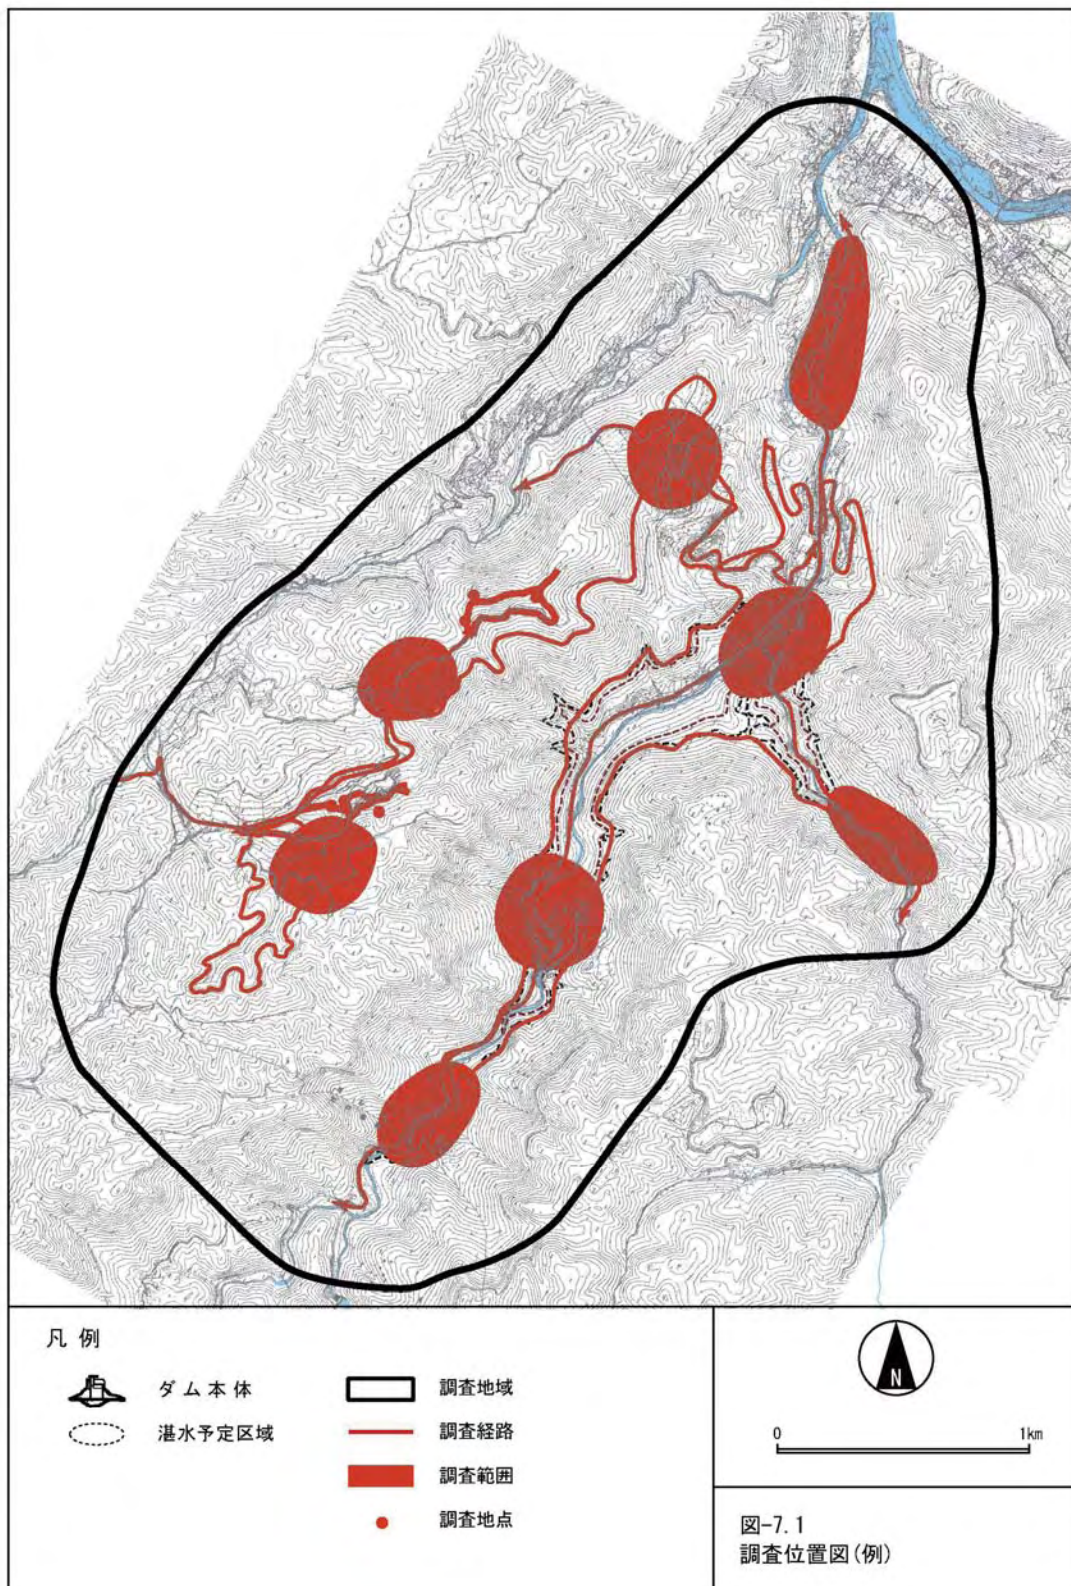 凡例
ダム本体
湛水予定区域
調査地域
調査経路
調査範囲
調査地点
N
0 1km
図-7.1
調査位置図(例)